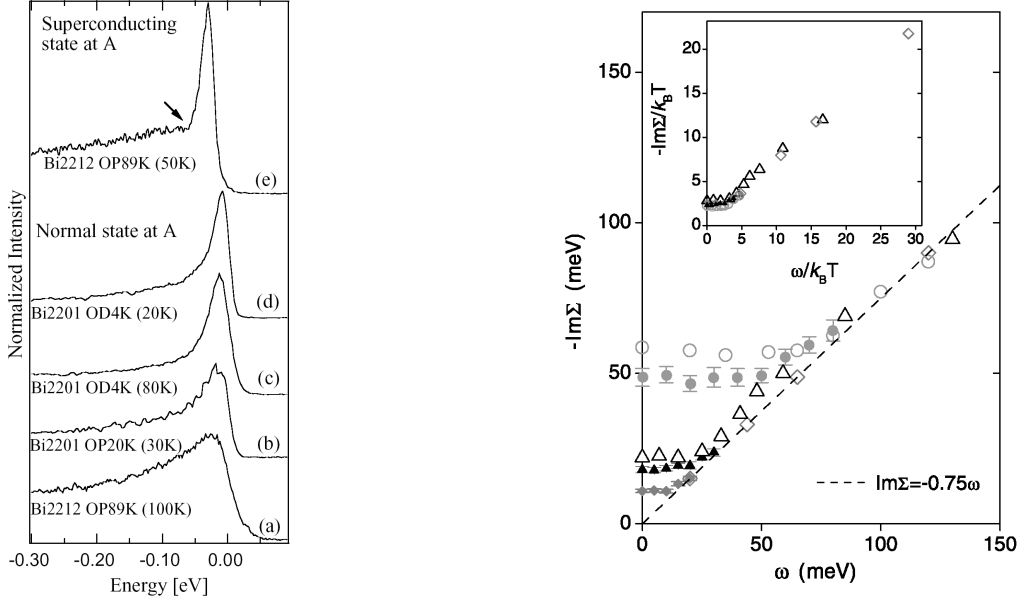 Superconducting
state at A
Bi2212 OP89K (50K)
(e)
Normal state at A
Bi2201 OD4K (20K)
(d)
Bi2201 OD4K (80K)
(c)
Bi2201 OP20K (30K)
(b)
Bi2212 OP89K (100K)
(a)
Normalized Intensity
-0.30 -0.20 -0.10 0.00
Energy [eV]
150
100
50
0
-ImΣ (meV)
20
15
10
5
0
-ImΣ/kBT
0 5 10 15 20 25 30
ω/kBT
ImΣ=-0.75ω
0 50 100 150
ω (meV)